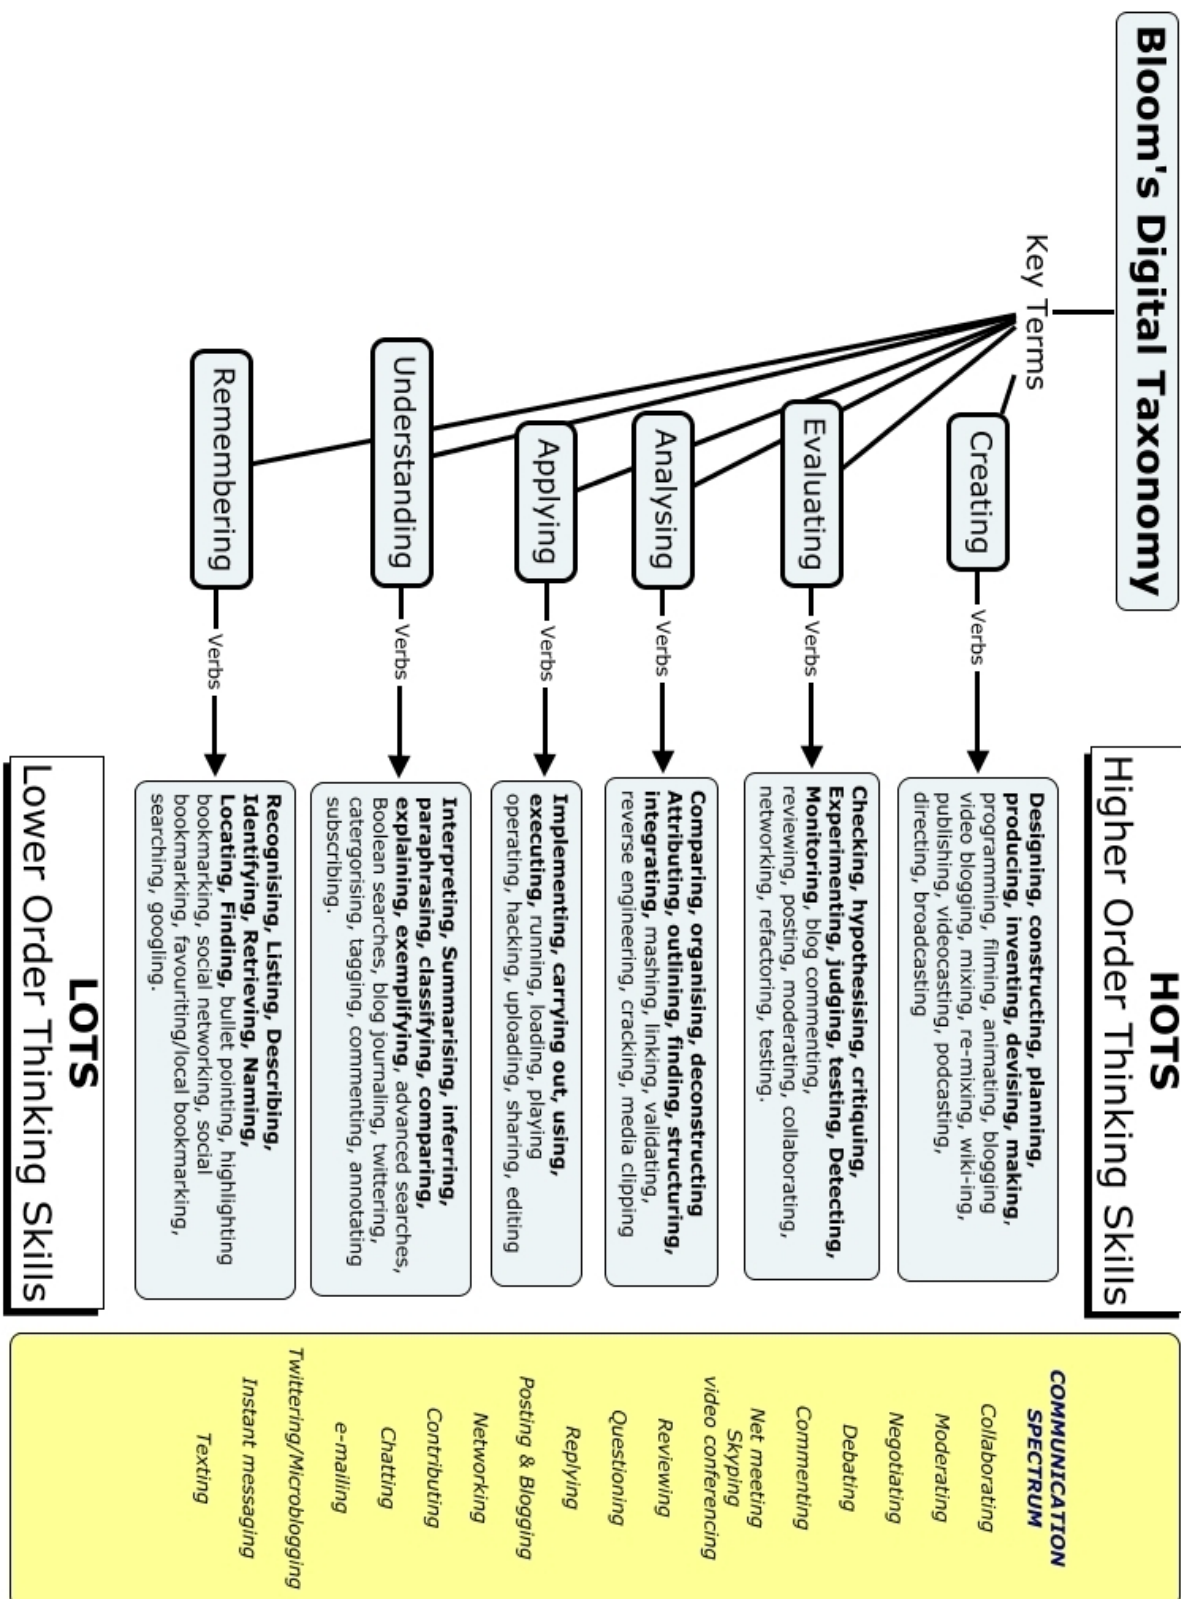 Bloom's Digital Taxonomy
Key Terms
HOTS
Higher Order Thinking Skills
Creating
Verbs
Designing, constructing, planning,
producing, inventing, devising, making,
programming, filming, animating, blogging
video blogging, mixing, re-mixing, wiki-ing,
publishing, videocasting, podcasting,
directing, broadcasting
Evaluating
Verbs
Checking, hypothesising, critiquing,
Experimenting, judging, testing, Detecting,
Monitoring, blog commenting,
reviewing, posting, moderating, collaborating,
networking, refactoring, testing.
Analysing
Verbs
Comparing, organising, deconstructing
Attributing, outlining, finding, structuring,
integrating, mashing, linking, validating,
reverse engineering, cracking, media clipping
Applying
Verbs
Implementing, carrying out, using,
executing, running, loading, playing
operating, hacking, uploading, sharing, editing
Understanding
Verbs
Interpreting, Summarising, inferring,
paraphrasing, classifying, comparing,
explaining, exemplifying, advanced searches,
Boolean searches, blog journaling, twittering,
catergorising, tagging, commenting, annotating
subscribing.
Remembering
Verbs
Recognising, Listing, Describing,
Identifying, Retrieving, Naming,
Locating, Finding, bullet pointing, highlighting
bookmarking, social networking, social
bookmarking, favouriting/local bookmarking,
searching, googling.
LOTS
Lower Order Thinking Skills
COMMUNICATION
SPECTRUM
Collaborating
Moderating
Negotiating
Debating
Commenting
Net meeting
Skyping
video conferencing
Reviewing
Questioning
Replying
Posting & Blogging
Networking
Contributing
Chatting
e-mailing
Twittering/Microblogging
Instant messaging
Texting